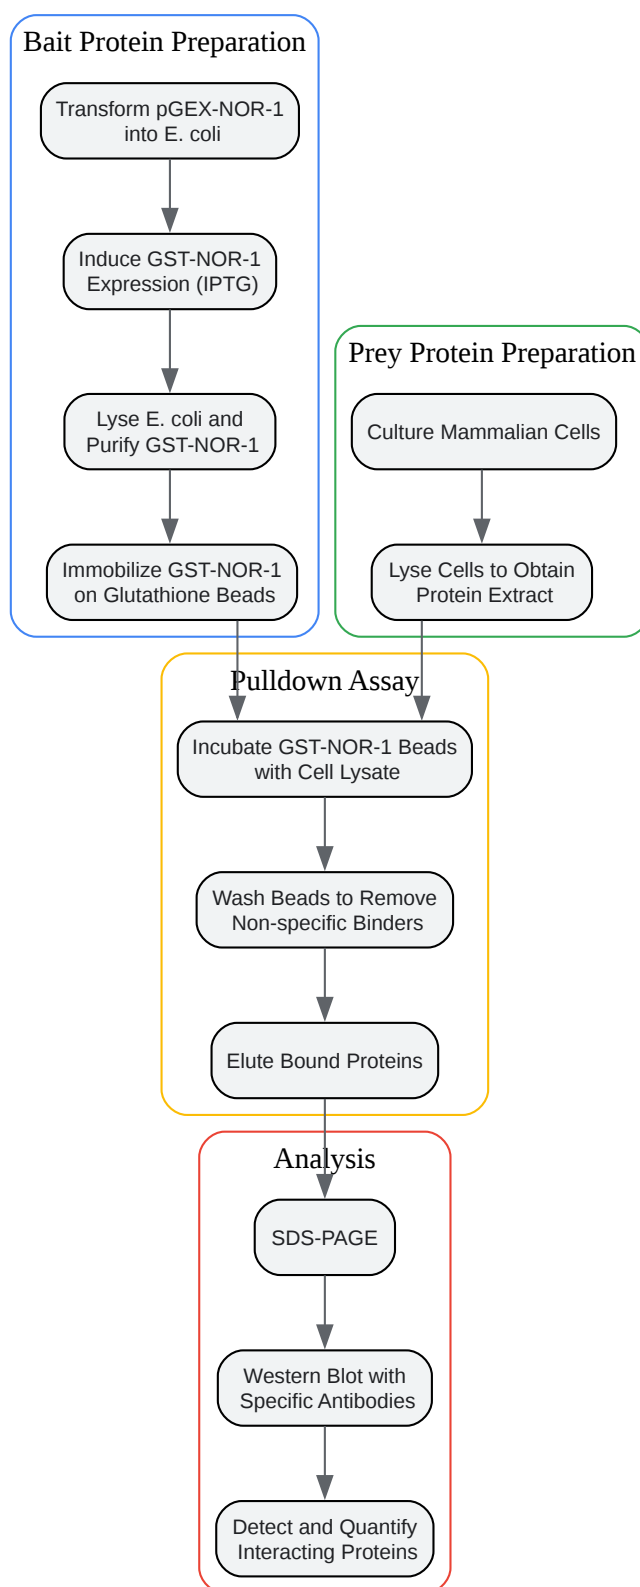 Bait Protein Preparation
Transform pGEX-NOR-1
into E. coli
Induce GST-NOR-1
Expression (IPTG)
Lyse E. coli and
Purify GST-NOR-1
Immobilize GST-NOR-1
on Glutathione Beads
Prey Protein Preparation
Culture Mammalian Cells
Lyse Cells to Obtain
Protein Extract
Pulldown Assay
Incubate GST-NOR-1 Beads
with Cell Lysate
Wash Beads to Remove
Non-specific Binders
Elute Bound Proteins
Analysis
SDS-PAGE
Western Blot with
Specific Antibodies
Detect and Quantify
Interacting Proteins